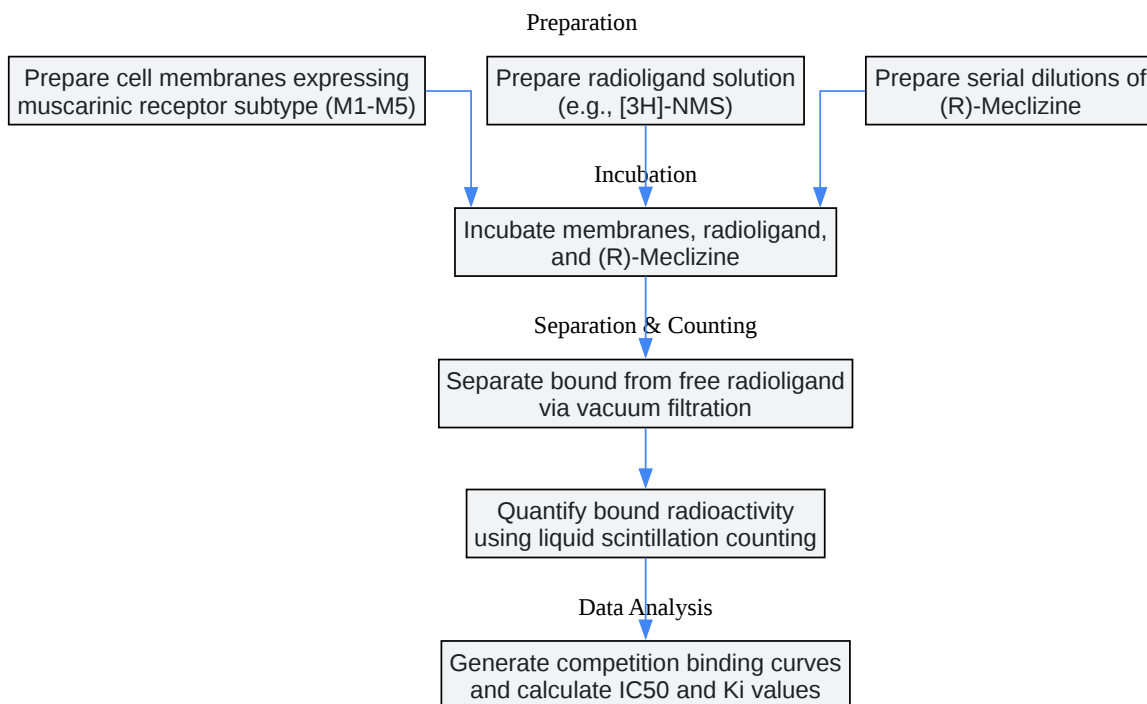 Preparation
Prepare cell membranes expressing
muscarinic receptor subtype (M1-M5)
Prepare radioligand solution
(e.g., [3H]-NMS)
Prepare serial dilutions of
(R)-Meclizine
Incubation
Incubate membranes, radioligand,
and (R)-Meclizine
Separation & Counting
Separate bound from free radioligand
via vacuum filtration
Quantify bound radioactivity
using liquid scintillation counting
Data Analysis
Generate competition binding curves
and calculate IC50 and Ki values